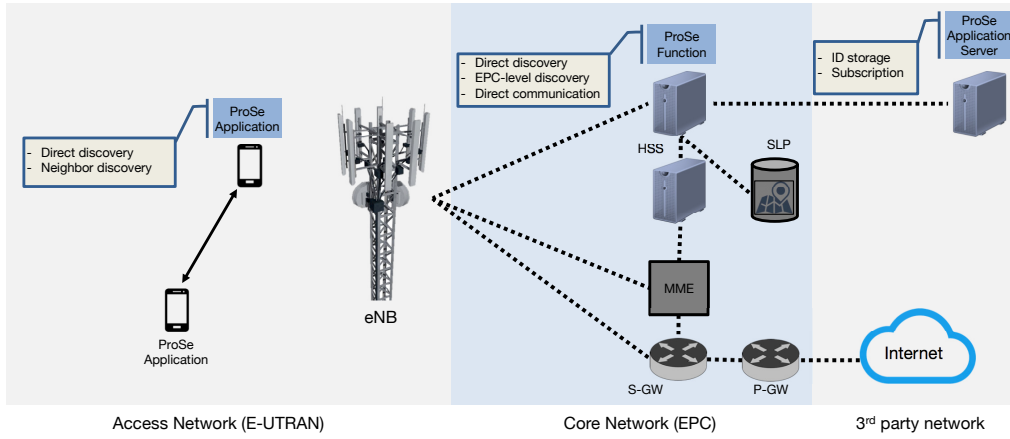 ProSe
Application
- Direct discovery
- Neighbor discovery
ProSe
Application
eNB
ProSe
Function
- Direct discovery
- EPC-level discovery
- Direct communication
HSS
SLP
MME
S-GW
P-GW
ProSe
Application
Server
- ID storage
- Subscription
Internet
Access Network (E-UTRAN)
Core Network (EPC)
3rd party network